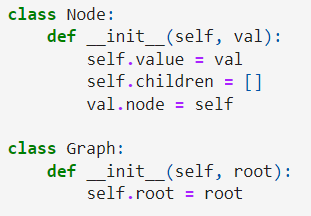 class Node:
    def __init__(self, val):
        self.value = val
        self.children = []
        val.node = self

class Graph:
    def __init__(self, root):
        self.root = root